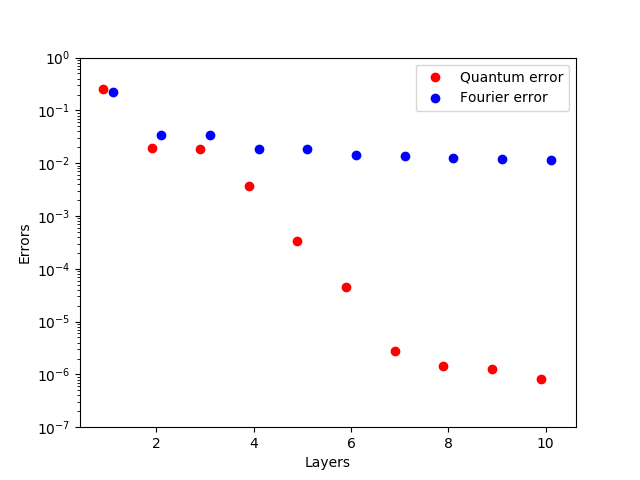 Quantum error
Fourier error
10⁰
10⁻¹
10⁻²
10⁻³
10⁻⁴
10⁻⁵
10⁻⁶
10⁻⁷
Errors
2 4 6 8 10
Layers